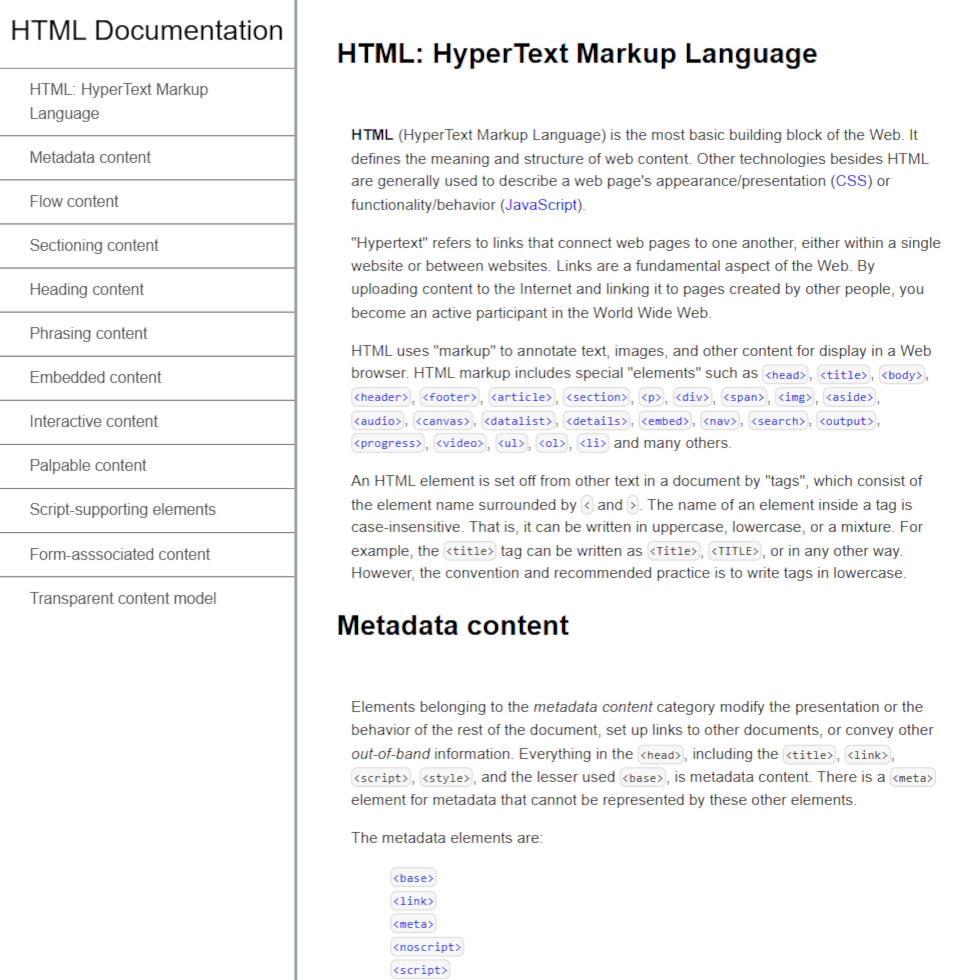 HTML Documentation
HTML: HyperText Markup
Language
Metadata content
Flow content
Sectioning content
Heading content
Phrasing content
Embedded content
Interactive content
Palpable content
Script-supporting elements
Form-asssociated content
Transparent content model
HTML: HyperText Markup Language
HTML (HyperText Markup Language) is the most basic building block of the Web. It
defines the meaning and structure of web content. Other technologies besides HTML
are generally used to describe a web page's appearance/presentation (CSS) or
functionality/behavior (JavaScript).
"Hypertext" refers to links that connect web pages to one another, either within a single
website or between websites. Links are a fundamental aspect of the Web. By
uploading content to the Internet and linking it to pages created by other people, you
become an active participant in the World Wide Web.
HTML uses "markup" to annotate text, images, and other content for display in a Web
browser. HTML markup includes special "elements" such as <head>, <title>, <body>,
<header>, <footer>, <article>, <section>, <p>, <div>, <span>, <img>, <aside>,
<audio>, <canvas>, <datalist>, <details>, <embed>, <nav>, <search>, <output>,
<progress>, <video>, <ul>, <ol>, <li> and many others.
An HTML element is set off from other text in a document by "tags", which consist of
the element name surrounded by < and >. The name of an element inside a tag is
case-insensitive. That is, it can be written in uppercase, lowercase, or a mixture. For
example, the <title> tag can be written as <Title>, <TITLE>, or in any other way.
However, the convention and recommended practice is to write tags in lowercase.
Metadata content
Elements belonging to the metadata content category modify the presentation or the
behavior of the rest of the document, set up links to other documents, or convey other
out-of-band information. Everything in the <head>, including the <title>, <link>,
<script>, <style>, and the lesser used <base>, is metadata content. There is a <meta>
element for metadata that cannot be represented by these other elements.
The metadata elements are:
<base>
<link>
<meta>
<noscript>
<script>